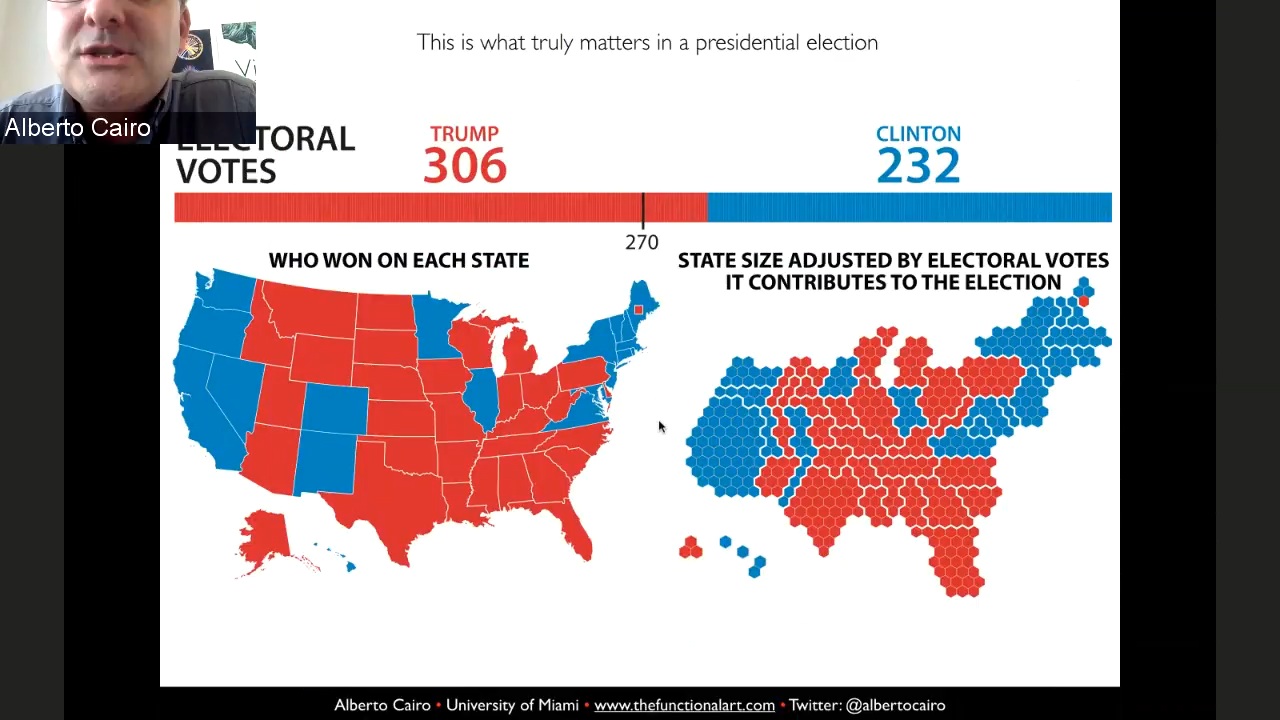 This is what truly matters in a presidential election
Alberto Cairo
ELECTORAL
VOTES
TRUMP
306
CLINTON
232
270
WHO WON ON EACH STATE
STATE SIZE ADJUSTED BY ELECTORAL VOTES
IT CONTRIBUTES TO THE ELECTION
Alberto Cairo • University of Miami • www.thefunctionalart.com • Twitter: @albertocairo